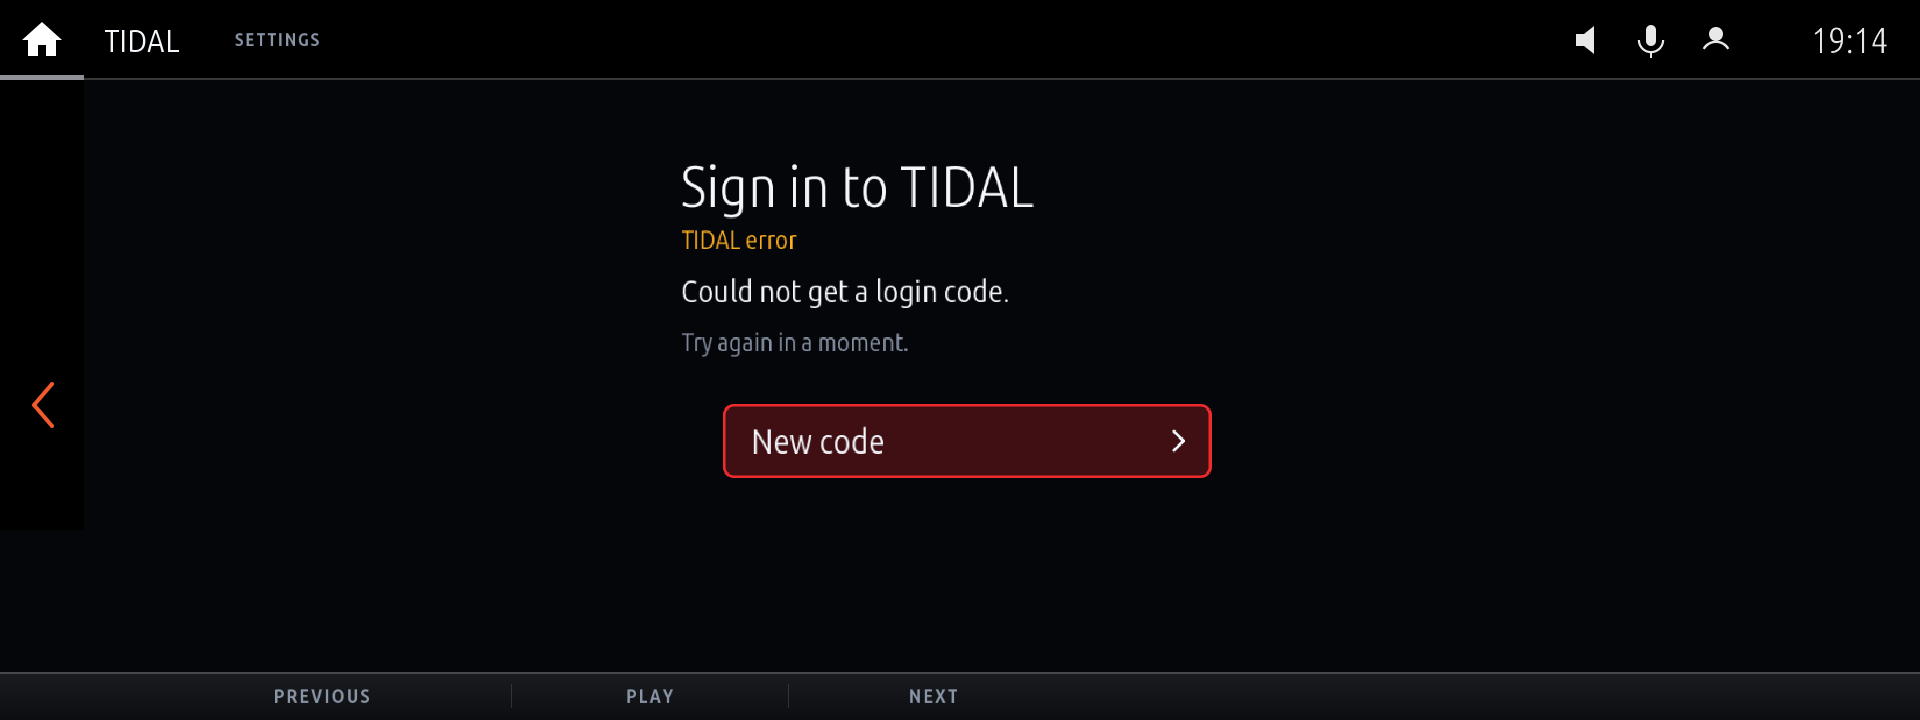 TIDAL
SETTINGS
19:14
Sign in to TIDAL
TIDAL error
Could not get a login code.
Try again in a moment.
New code
PREVIOUS
PLAY
NEXT